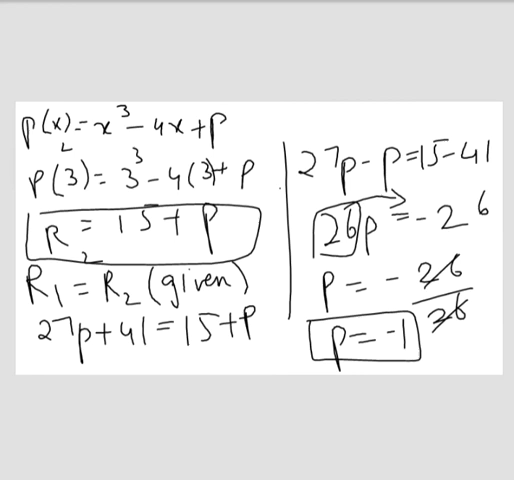 P₂(x) = x³ - 4x + P
P(3) = 3³ - 4(3) + P
R₂ = 15 + P
R₁ = R₂ (given)
27p + 41 = 15 + P
27p - p = 15 - 41
26p = -26
P = - 26/26
p = -1